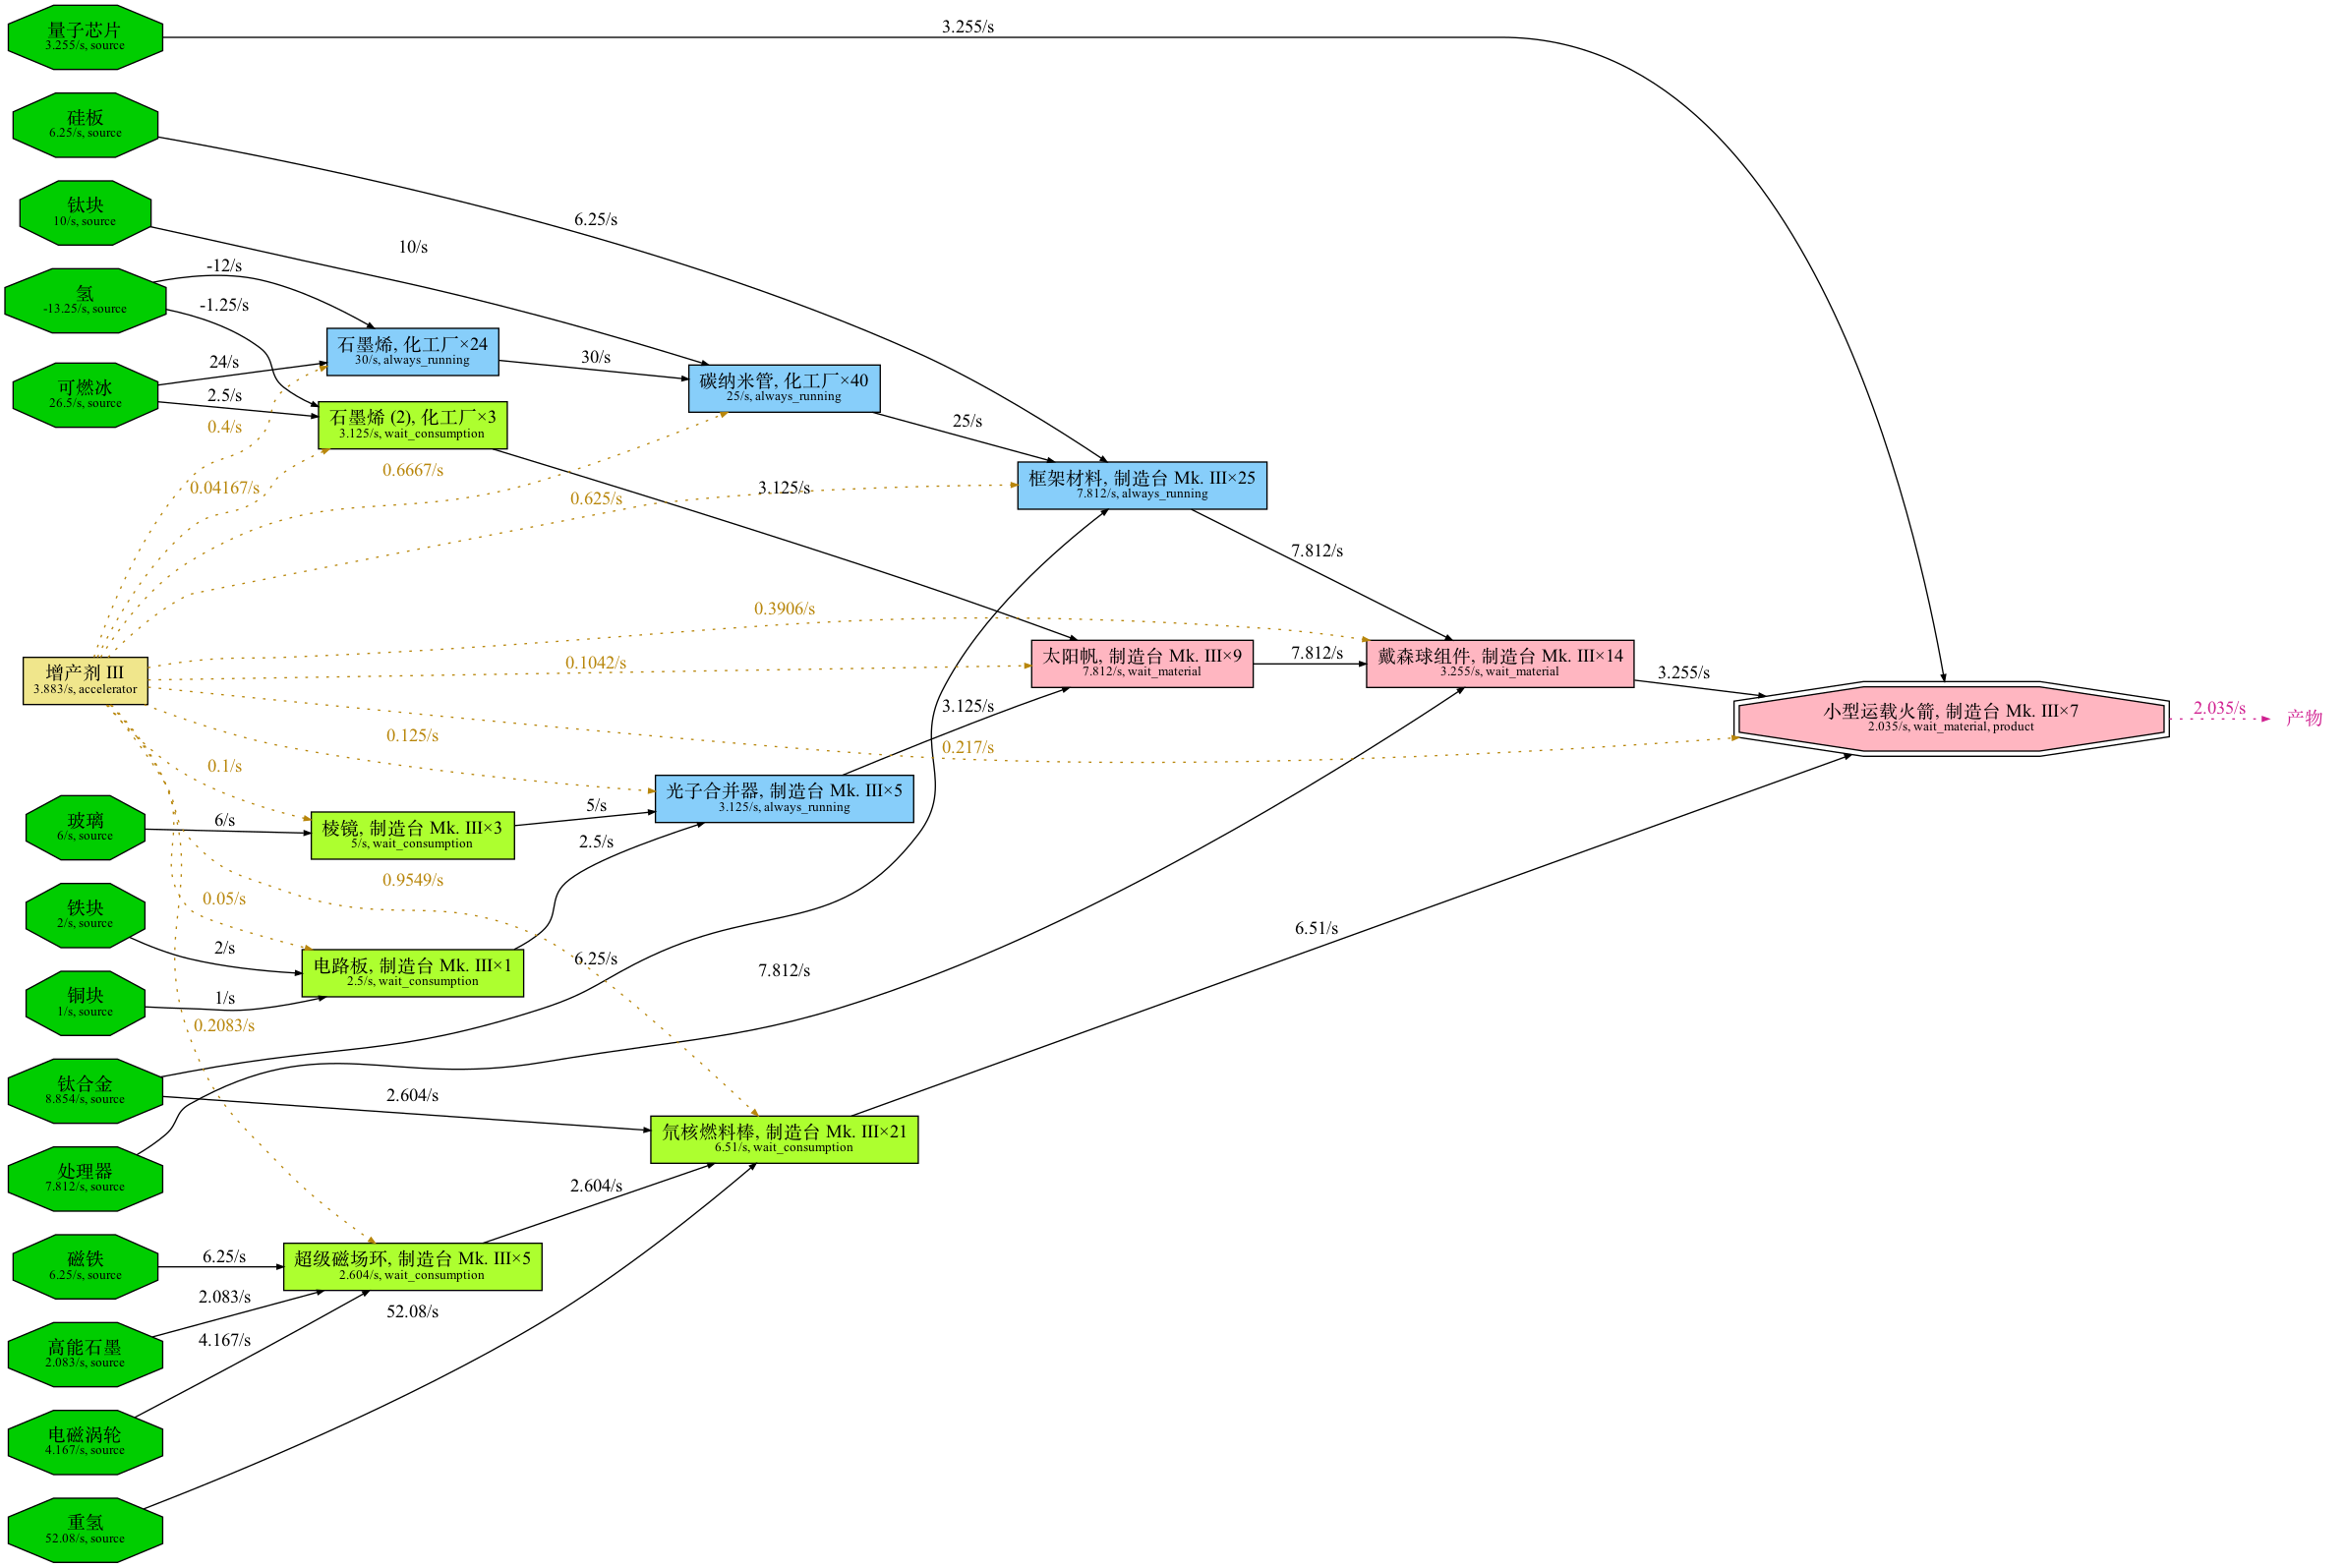 量子芯片
3.255/s, source
3.255/s
硅板
6.25/s, source
6.25/s
钛块
10/s, source
10/s
氢
-13.25/s, source
-12/s
-1.25/s
可燃冰
26.5/s, source
24/s
2.5/s
石墨烯, 化工厂×24
30/s, always_running
30/s
石墨烯 (2), 化工厂×3
3.125/s, wait_consumption
3.125/s
碳纳米管, 化工厂×40
25/s, always_running
25/s
框架材料, 制造台 Mk. III×25
7.812/s, always_running
7.812/s
0.4/s
0.04167/s
0.6667/s
0.625/s
0.3906/s
0.1042/s
0.125/s
0.217/s
0.1/s
0.9549/s
0.05/s
0.2083/s
增产剂 III
3.883/s, accelerator
太阳帆, 制造台 Mk. III×9
7.812/s, wait_material
7.812/s
戴森球组件, 制造台 Mk. III×14
3.255/s, wait_material
3.255/s
小型运载火箭, 制造台 Mk. III×7
2.035/s, wait_material, product
2.035/s
产物
玻璃
6/s, source
6/s
棱镜, 制造台 Mk. III×3
5/s, wait_consumption
5/s
光子合并器, 制造台 Mk. III×5
3.125/s, always_running
3.125/s
铁块
2/s, source
2/s
铜块
1/s, source
1/s
电路板, 制造台 Mk. III×1
2.5/s, wait_consumption
2.5/s
钛合金
8.854/s, source
6.25/s
2.604/s
处理器
7.812/s, source
7.812/s
氘核燃料棒, 制造台 Mk. III×21
6.51/s, wait_consumption
6.51/s
磁铁
6.25/s, source
6.25/s
超级磁场环, 制造台 Mk. III×5
2.604/s, wait_consumption
2.604/s
高能石墨
2.083/s, source
2.083/s
电磁涡轮
4.167/s, source
4.167/s
重氢
52.08/s, source
52.08/s